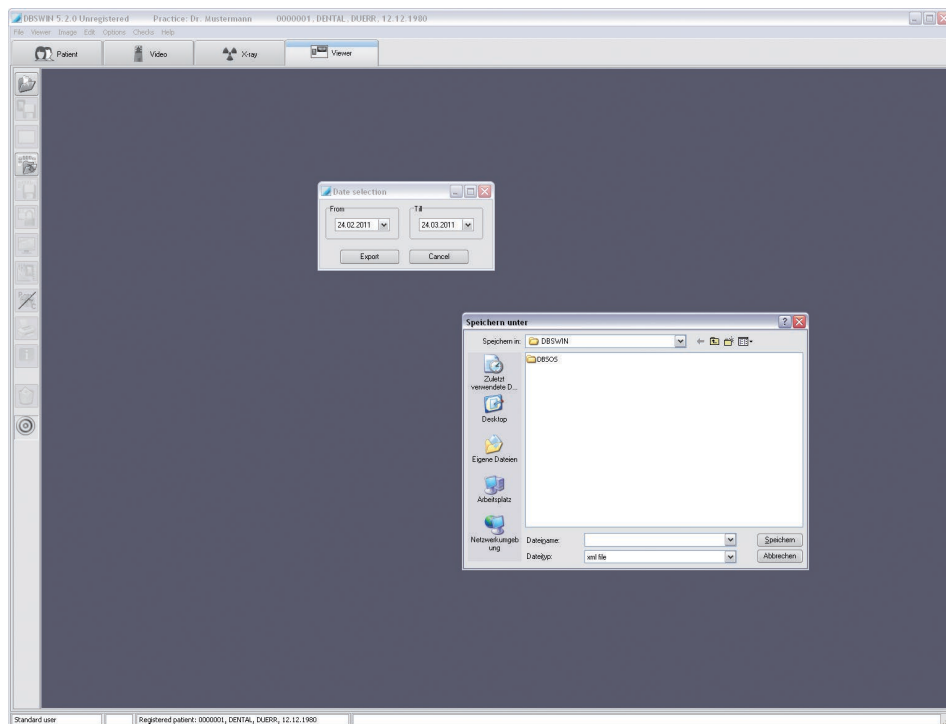 DBSWIN 5.2.0 Unregistered Practice: Dr. Mustermann 0000001, DENTAL, DUERR, 12.12.1980
File Viewer Image Edit Options Checks Help
Patient Video X-ray Viewer
Date selection
From Till
24.02.2011 24.03.2011
Export Cancel
Speichern unter
Speichern in: DBSWIN
DBSOS
Zuletzt
verwendete D...
Desktop
Eigene Dateien
Arbeitsplatz
Netzwerkumgeb
ung
Dateiname: Speichern
Dateityp: xml file Abbrechen
Standard user Registered patient: 0000001, DENTAL, DUERR, 12.12.1980